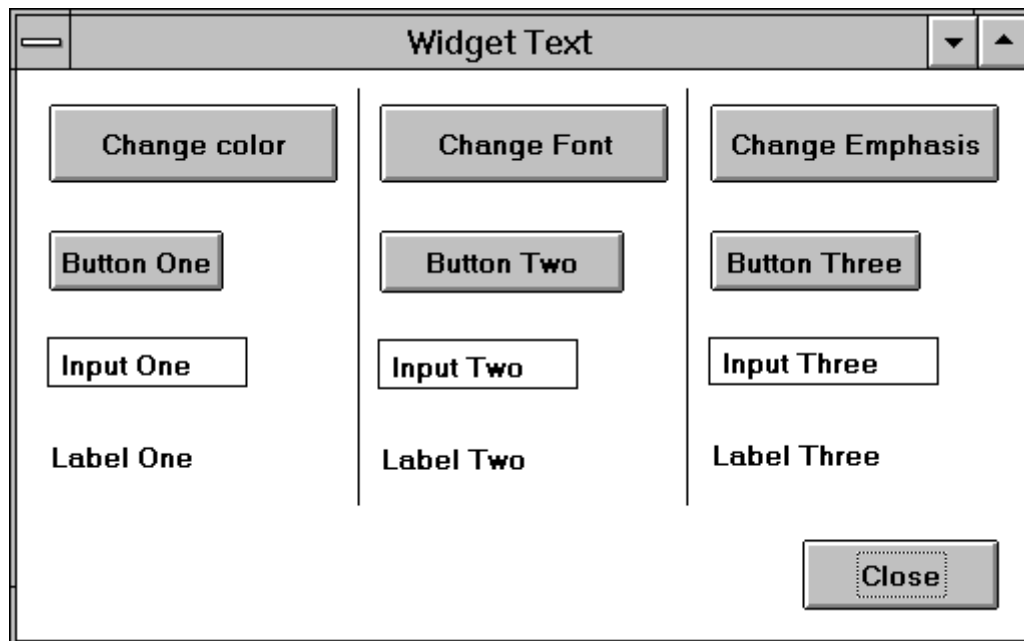 Widget Text
Change color
Change Font
Change Emphasis
Button One
Button Two
Button Three
Input One
Input Two
Input Three
Label One
Label Two
Label Three
Close